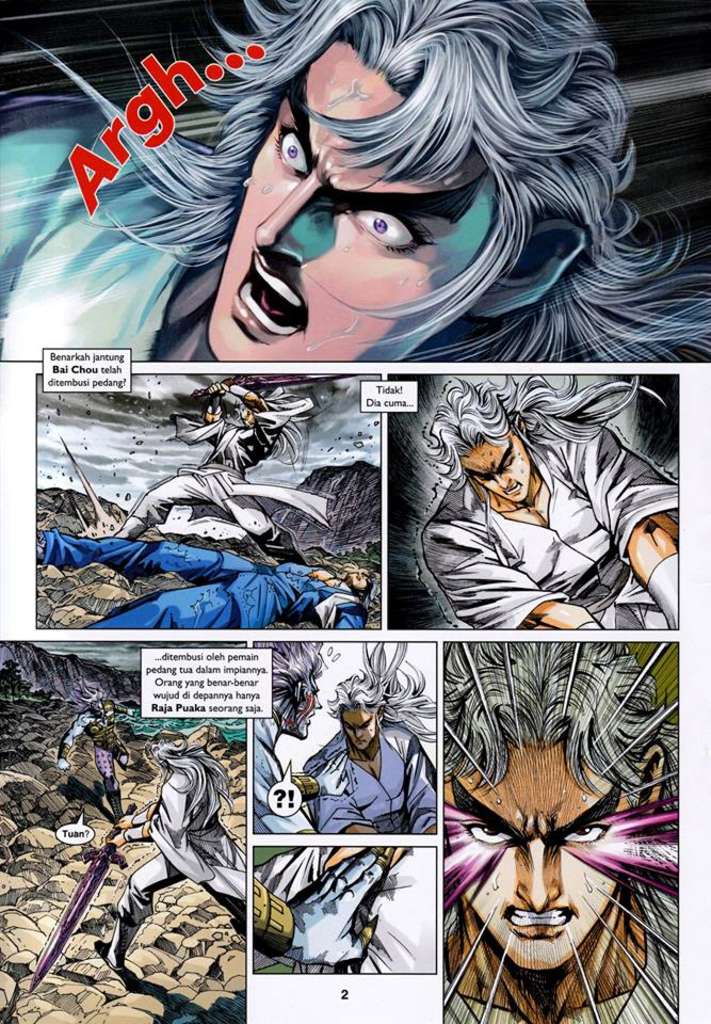 Argh...
Benarkah jantung
Bai Chou telah
ditembusi pedang?
Tidak!
Dia cuma...
...ditembusi oleh pemain
pedang tua dalam impiannya.
Orang yang benar-benar
wujud di depannya hanya
Raja Puaka seorang saja.
?!
Tuan?
2